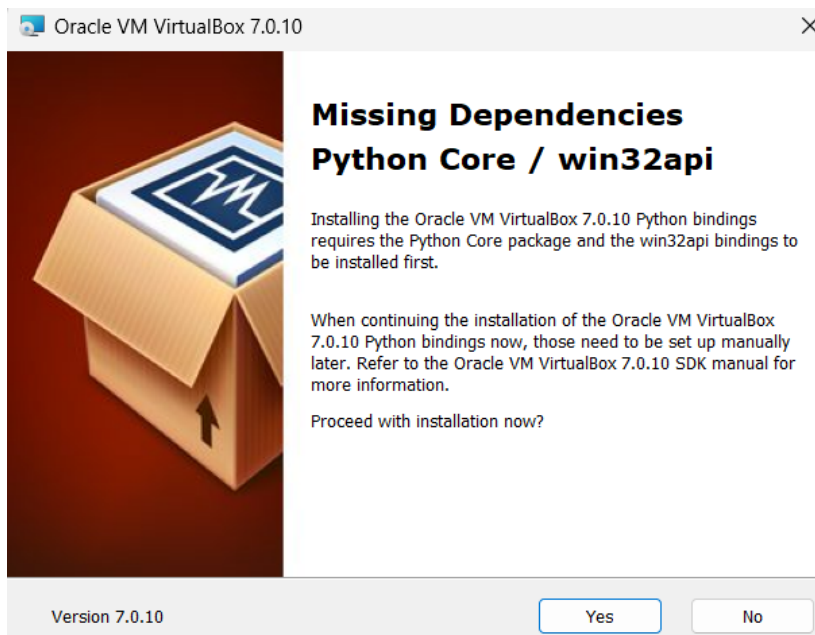 Oracle VM VirtualBox 7.0.10
Missing Dependencies
Python Core / win32api
Installing the Oracle VM VirtualBox 7.0.10 Python bindings
requires the Python Core package and the win32api bindings to
be installed first.
When continuing the installation of the Oracle VM VirtualBox
7.0.10 Python bindings now, those need to be set up manually
later. Refer to the Oracle VM VirtualBox 7.0.10 SDK manual for
more information.
Proceed with installation now?
Version 7.0.10
Yes
No